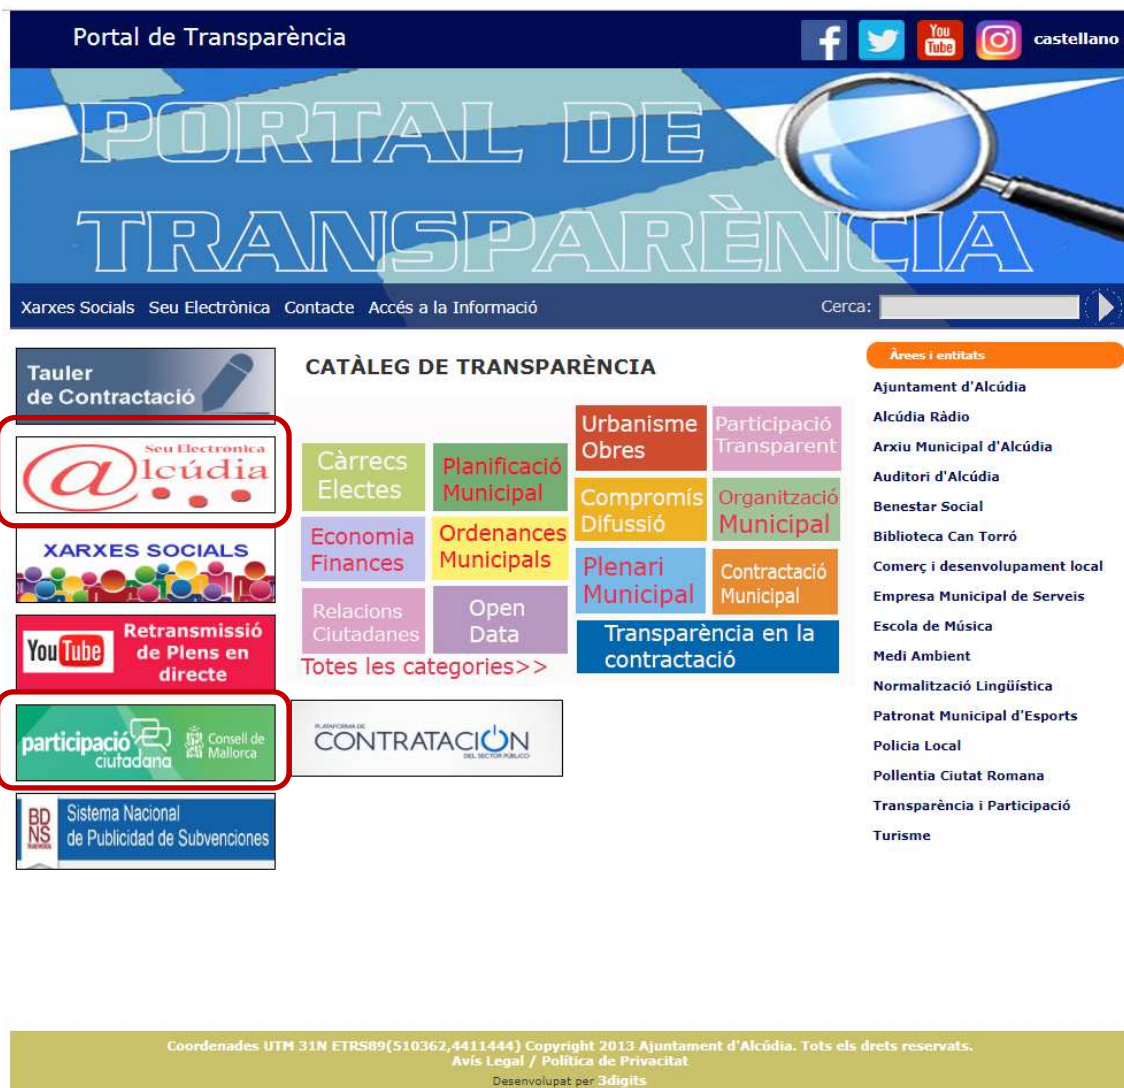 Portal de Transparència
You
Tube
castellano
PORTAL DE
TRANSPARÈNCIA
Xarxes Socials Seu Electrònica Contacte Accés a la Informació
Cerca:
Tauler
de Contractació
Seu Electronica
@lcúdia
XARXES SOCIALS
YouTube
Retransmissió
de Plens en
directe
participació
ciutadana
Consell de
Mallorca
BD
NS
Sistema Nacional
de Publicidad de Subvenciones
CATÀLEG DE TRANSPARÈNCIA
Càrrecs
Electes
Planificació
Municipal
Urbanisme
Obres
Participació
Transparent
Economia
Finances
Ordenances
Municipals
Compromís
Difussió
Organització
Municipal
Relacions
Ciutadanes
Open
Data
Plenari
Municipal
Contractació
Municipal
Transparència en la
contractació
Totes les categories>>
PLATAFORMA DE
CONTRATACIÓN
DEL SECTOR PÚBLICO
Àrees i entitats
Ajuntament d'Alcúdia
Alcúdia Ràdio
Arxiu Municipal d'Alcúdia
Auditori d'Alcúdia
Benestar Social
Biblioteca Can Torró
Comerç i desenvolupament local
Empresa Municipal de Serveis
Escola de Música
Medi Ambient
Normalització Lingüística
Patronat Municipal d'Esports
Policia Local
Pollentia Ciutat Romana
Transparència i Participació
Turisme
Coordenades UTM 31N ETRS89(510362,4411444) Copyright 2013 Ajuntament d'Alcúdia. Tots els drets reservats.
Avís Legal / Política de Privacitat
Desenvolupat per 3digits